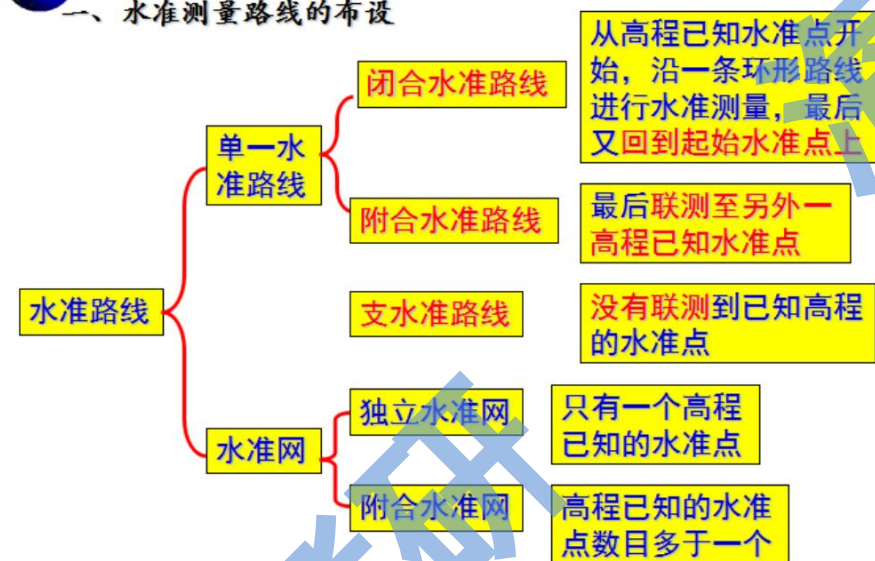 一、水准测量路线的布设
从高程已知水准点开
始，沿一条环形路线
进行水准测量，最后
又回到起始水准点上
闭合水准路线
单一水
准路线
附合水准路线
最后联测至另外一
高程已知水准点
水准路线
支水准路线
没有联测到已知高程
的水准点
水准网
独立水准网
只有一个高程
已知的水准点
附合水准网
高程已知的水准
点数目多于一个
研